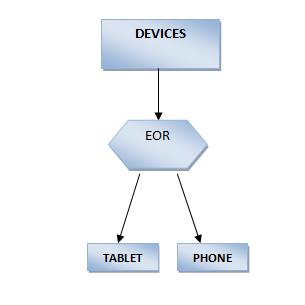 DEVICES
EOR
TABLET
PHONE